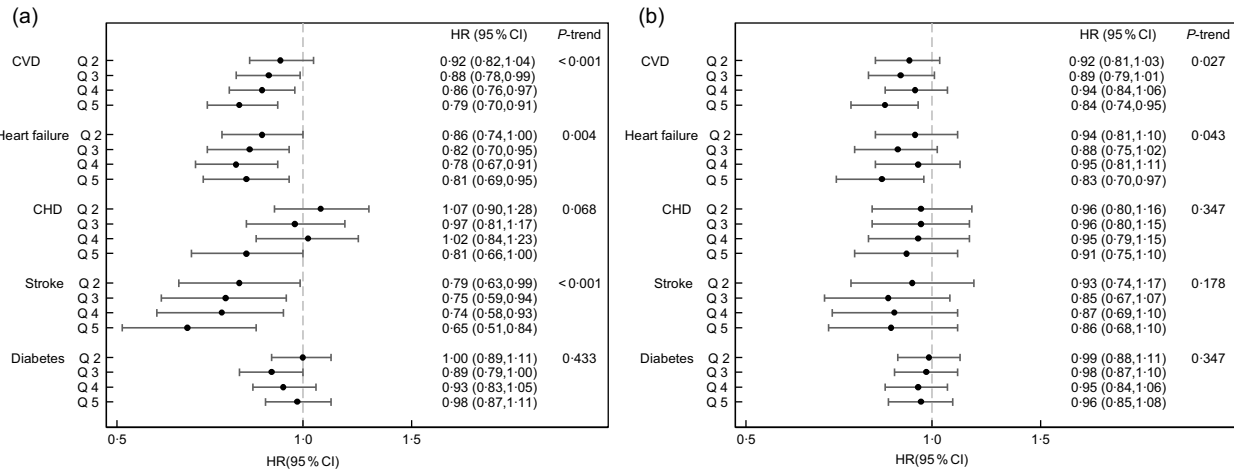 (a)
HR (95 % CI) P-trend
CVD Q 2 0·92 (0·82,1·04) <0·001
Q 3 0·88 (0·78,0·99)
Q 4 0·86 (0·76,0·97)
Q 5 0·79 (0·70,0·91)
Heart failure Q 2 0·86 (0·74,1·00) 0·004
Q 3 0·82 (0·70,0·95)
Q 4 0·78 (0·67,0·91)
Q 5 0·81 (0·69,0·95)
CHD Q 2 1·07 (0·90,1·28) 0·068
Q 3 0·97 (0·81,1·17)
Q 4 1·02 (0·84,1·23)
Q 5 0·81 (0·66,1·00)
Stroke Q 2 0·79 (0·63,0·99) <0·001
Q 3 0·75 (0·59,0·94)
Q 4 0·74 (0·58,0·93)
Q 5 0·65 (0·51,0·84)
Diabetes Q 2 1·00 (0·89,1·11) 0·433
Q 3 0·89 (0·79,1·00)
Q 4 0·93 (0·83,1·05)
Q 5 0·98 (0·87,1·11)
0·5 1·0 1·5
HR(95 % CI)
(b)
HR (95 % CI) P-trend
CVD Q 2 0·92 (0·81,1·03) 0·027
Q 3 0·89 (0·79,1·01)
Q 4 0·94 (0·84,1·06)
Q 5 0·84 (0·74,0·95)
Heart failure Q 2 0·94 (0·81,1·10) 0·043
Q 3 0·88 (0·75,1·02)
Q 4 0·95 (0·81,1·11)
Q 5 0·83 (0·70,0·97)
CHD Q 2 0·96 (0·80,1·16) 0·347
Q 3 0·96 (0·80,1·15)
Q 4 0·95 (0·79,1·15)
Q 5 0·91 (0·75,1·10)
Stroke Q 2 0·93 (0·74,1·17) 0·178
Q 3 0·85 (0·67,1·07)
Q 4 0·87 (0·69,1·10)
Q 5 0·86 (0·68,1·10)
Diabetes Q 2 0·99 (0·88,1·11) 0·347
Q 3 0·98 (0·87,1·10)
Q 4 0·95 (0·84,1·06)
Q 5 0·96 (0·85,1·08)
0·5 1·0 1·5
HR(95 % CI)